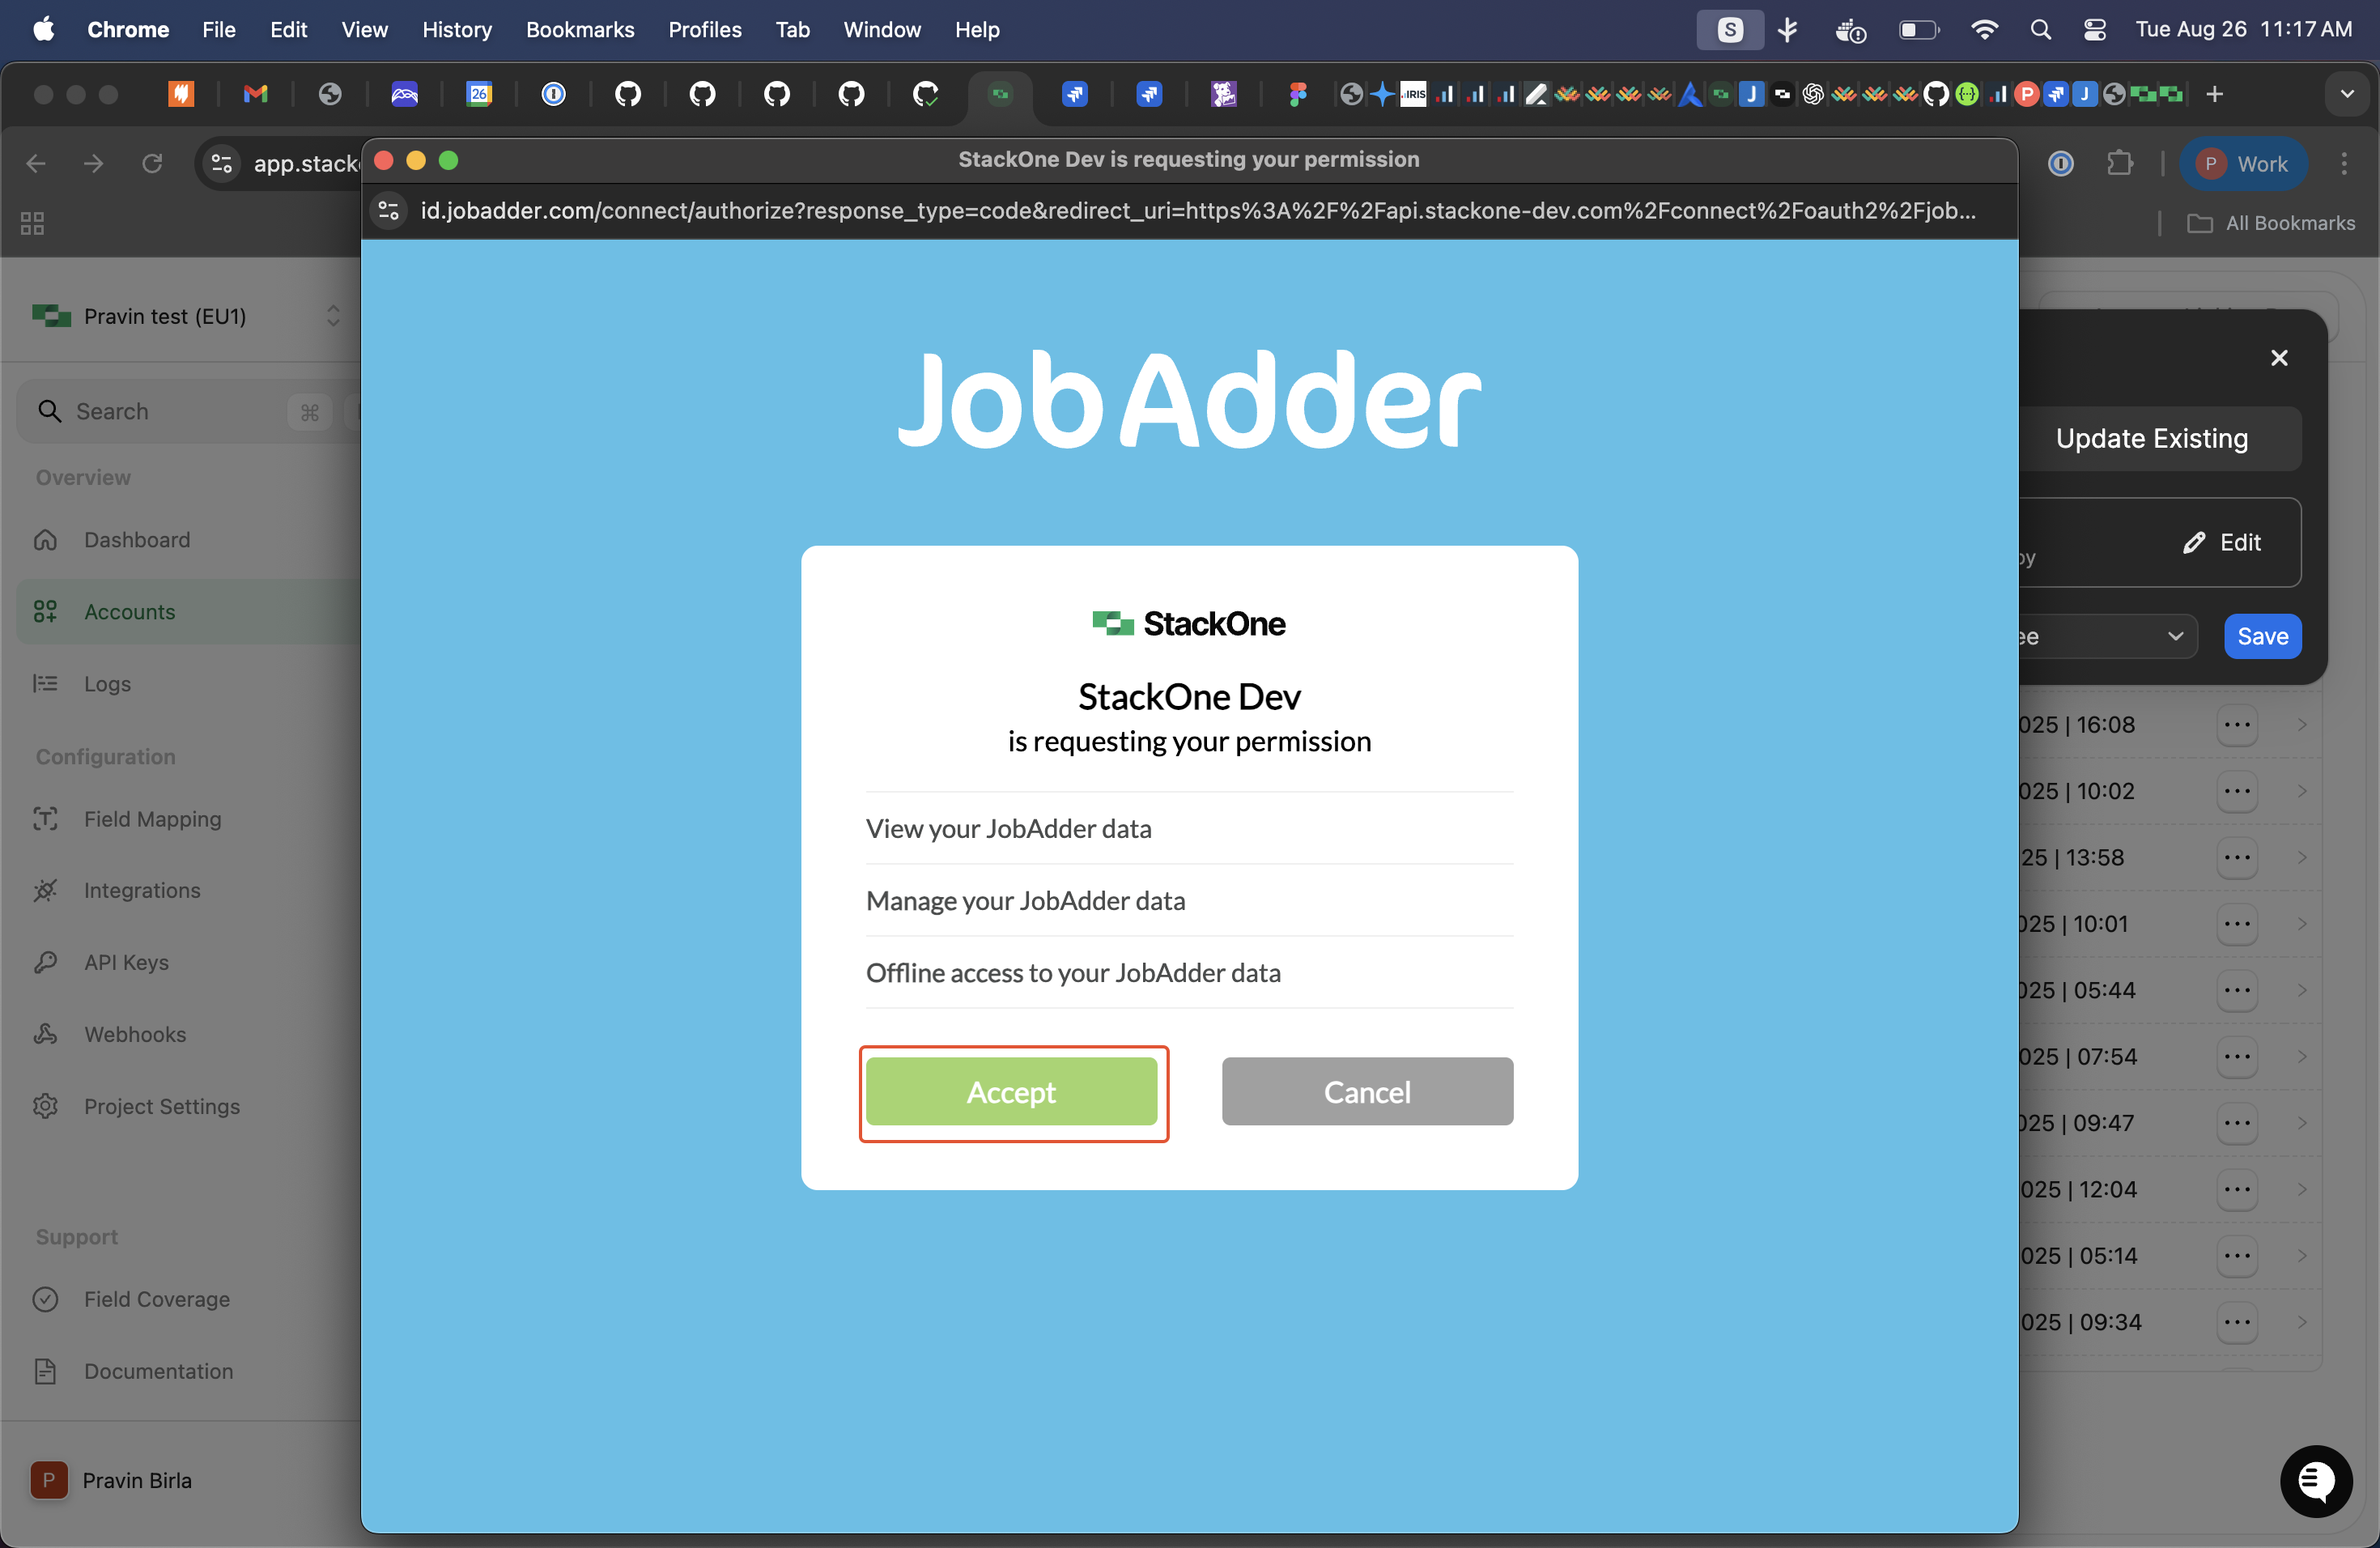 Chrome File Edit View History Bookmarks Profiles Tab Window Help
S
Tue Aug 26 11:17 AM
26
IRIS
J
P
J
app.stack
P Work
All Bookmarks
StackOne Dev is requesting your permission
id.jobadder.com/connect/authorize?response_type=code&redirect_uri=https%3A%2F%2Fapi.stackone-dev.com%2Fconnect%2Foauth2%2Fjob...
Pravin test (EU1)
Search
⌘
Overview
Dashboard
Accounts
Logs
Configuration
Field Mapping
Integrations
API Keys
Webhooks
Project Settings
Support
Field Coverage
Documentation
P Pravin Birla
JobAdder
StackOne
StackOne Dev
is requesting your permission
View your JobAdder data
Manage your JobAdder data
Offline access to your JobAdder data
Accept
Cancel
Update Existing
Edit
Save
025 | 16:08
025 | 10:02
25 | 13:58
025 | 10:01
025 | 05:44
025 | 07:54
025 | 09:47
025 | 12:04
025 | 05:14
025 | 09:34